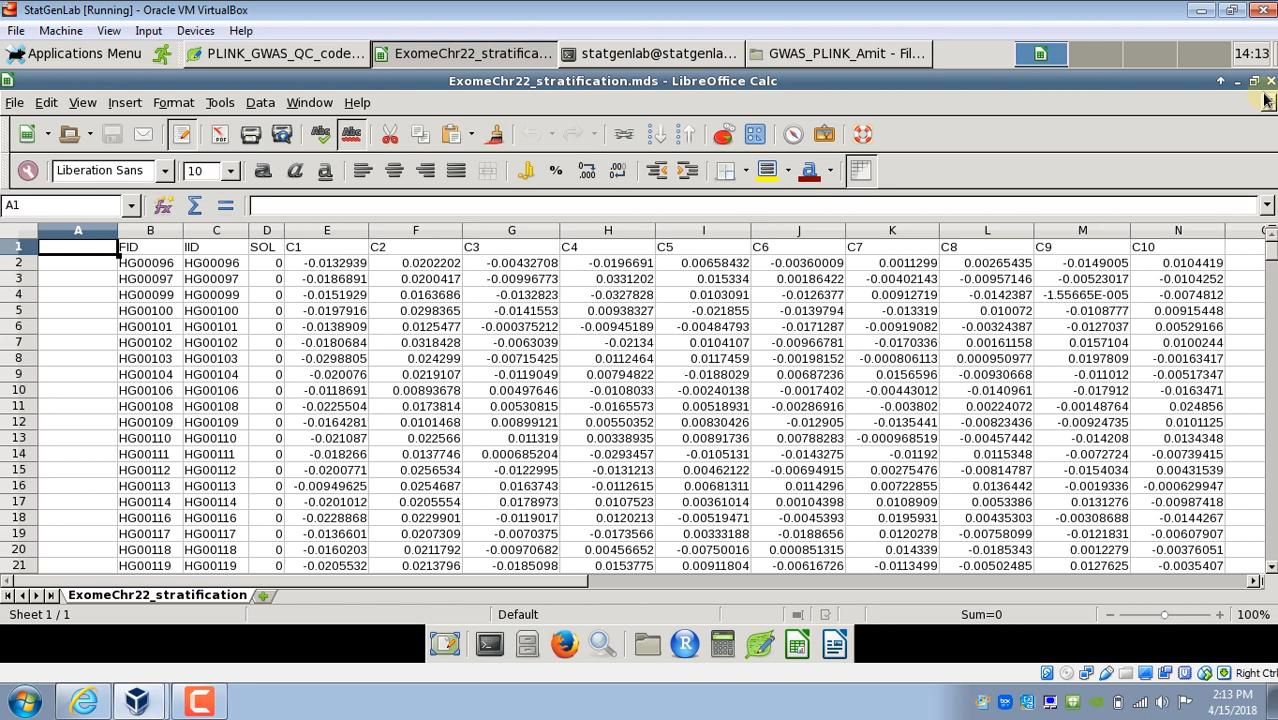 StatGenLab [Running] - Oracle VM VirtualBox
File Machine View Input Devices Help
Applications Menu PLINK_GWAS_QC_code... ExomeChr22_stratifica... statgenlab@statgenla... GWAS_PLINK_Amit - Fil... 14:13
ExomeChr22_stratification.mds - LibreOffice Calc
File Edit View Insert Format Tools Data Window Help
Liberation Sans 10
A1
A B C D E F G H I J K L M N
1 FID IID SOL C1 C2 C3 C4 C5 C6 C7 C8 C9 C10
2 HG00096 HG00096 0 -0.0132939 0.0202202 -0.00432708 -0.0196691 0.00658432 -0.00360009 0.0011299 0.00265435 -0.0149005 0.0104419
3 HG00097 HG00097 0 -0.0186891 0.0200417 -0.00996773 0.0331202 0.015334 0.00186422 -0.00402143 -0.00957146 -0.00523017 -0.0104252
4 HG00099 HG00099 0 -0.0151929 0.0163686 -0.0132823 -0.0327828 0.0103091 -0.0126377 0.00912719 -0.0142387 -1.55665E-005 -0.0074812
5 HG00100 HG00100 0 -0.0197916 0.0298365 -0.0141553 0.00938327 -0.021855 -0.0139794 -0.013319 0.010072 -0.0108777 0.00915448
6 HG00101 HG00101 0 -0.0138909 0.0125477 -0.000375212 -0.00945189 -0.00484793 -0.0171287 -0.00919082 -0.00324387 -0.0127037 0.00529166
7 HG00102 HG00102 0 -0.0180684 0.0318428 -0.0063039 -0.02134 0.0104107 -0.00966781 -0.0170336 0.00161158 0.0157104 0.0100244
8 HG00103 HG00103 0 -0.0298805 0.024299 -0.00715425 0.0112464 0.0117459 -0.00198152 -0.000806113 0.000950977 0.0197809 -0.00163417
9 HG00104 HG00104 0 -0.020076 0.0219107 -0.0119049 0.00794822 -0.0188029 0.00687236 0.0156596 -0.00930668 -0.011012 -0.00517347
10 HG00106 HG00106 0 -0.0118691 0.00893678 0.00497646 -0.0108033 -0.00240138 -0.0017402 -0.00443012 -0.0140961 -0.017912 -0.0163471
11 HG00108 HG00108 0 -0.0225504 0.0173814 0.00530815 -0.0165573 0.00518931 -0.00286916 -0.003802 0.00224072 -0.00148764 0.024856
12 HG00109 HG00109 0 -0.0164281 0.0101468 0.00899121 0.00550352 0.00830426 -0.012905 -0.0135441 -0.00823436 -0.00924735 0.0101125
13 HG00110 HG00110 0 -0.021087 0.022566 0.011319 0.00338935 0.00891736 0.00788283 -0.000968519 -0.00457442 -0.014208 0.0134348
14 HG00111 HG00111 0 -0.018266 0.0137746 0.000685204 -0.0293457 -0.0105131 -0.0143275 -0.01192 0.0115348 -0.0072724 -0.00739415
15 HG00112 HG00112 0 -0.0200771 0.0256534 -0.0122995 -0.0131213 0.00462122 -0.00694915 0.00275476 -0.00814787 -0.0154034 0.00431539
16 HG00113 HG00113 0 -0.00949625 0.0254687 0.0163743 -0.0112615 0.00681311 0.0114296 0.00722855 0.0136442 -0.0019336 -0.000629947
17 HG00114 HG00114 0 -0.0201012 0.0205554 0.0178973 0.0107523 0.00361014 0.00104398 0.0108909 0.0053386 0.0131276 -0.00987418
18 HG00116 HG00116 0 -0.0228868 0.0229901 -0.0119017 0.0120213 -0.00519471 -0.0045393 0.0195931 0.00435303 -0.00308688 -0.0144267
19 HG00117 HG00117 0 -0.0136601 0.0207309 -0.0070375 -0.0173566 0.00333188 -0.0188656 0.0120278 -0.00758099 -0.0121831 -0.00607907
20 HG00118 HG00118 0 -0.0160203 0.0211792 -0.00970682 0.00456652 -0.00750016 0.000851315 0.014339 -0.0185343 0.0012279 -0.00376051
21 HG00119 HG00119 0 -0.0205532 0.0213796 -0.0185098 0.0153775 0.00911804 -0.00616726 -0.0113499 -0.00502485 0.0127625 -0.0035407
ExomeChr22_stratification
Sheet 1 / 1 Default Sum=0 100%
Right Ctrl
2:13 PM
4/15/2018